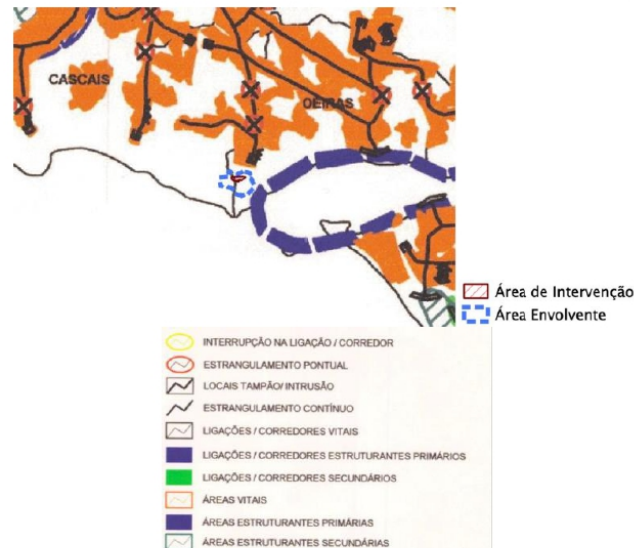 CASCAIS
OEIRAS
Área de Intervenção
Área Envolvente
INTERRUPÇÃO NA LIGAÇÃO / CORREDOR
ESTRANGULAMENTO PONTUAL
LOCAIS TAMPÃO/ INTRUSÃO
ESTRANGULAMENTO CONTÍNUO
LIGAÇÕES / CORREDORES VITAIS
LIGAÇÕES / CORREDORES ESTRUTURANTES PRIMÁRIOS
LIGAÇÕES / CORREDORES SECUNDÁRIOS
ÁREAS VITAIS
ÁREAS ESTRUTURANTES PRIMÁRIAS
ÁREAS ESTRUTURANTES SECUNDÁRIAS